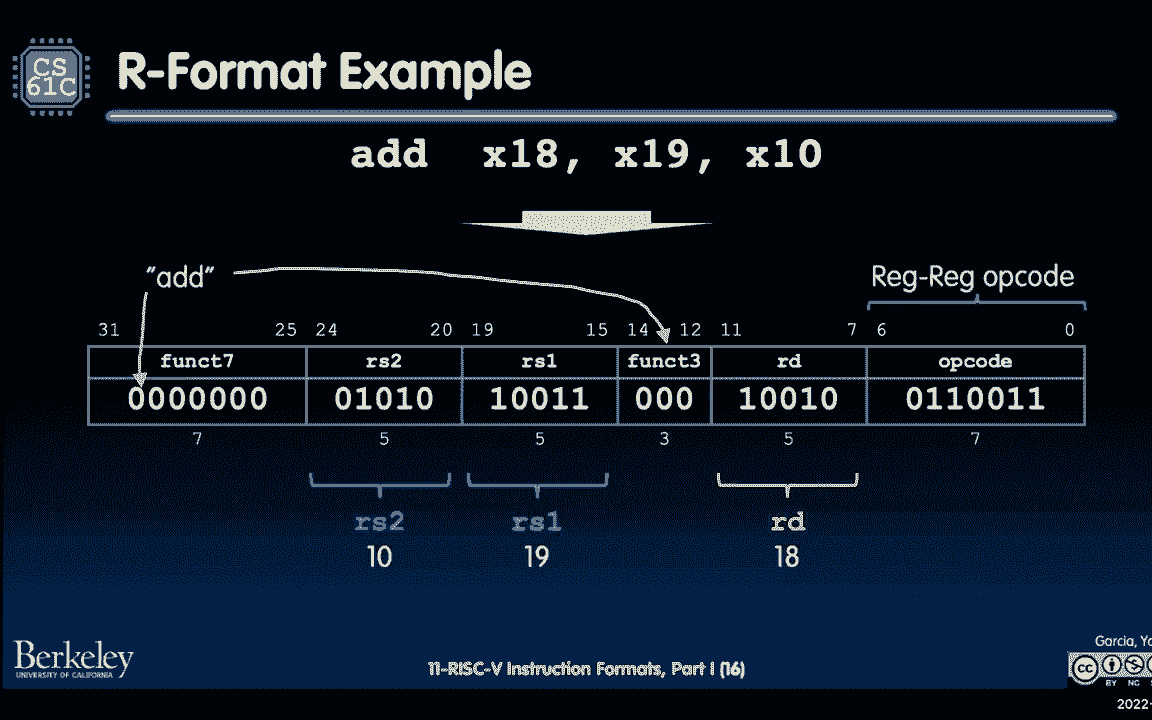 CS
61C
R-Format Example
add x18, x19, x10
"add"
Reg-Reg opcode
31 25 24 20 19 15 14 12 11 7 6 0
funct7 rs2 rs1 funct3 rd opcode
0000000 01010 10011 000 10010 0110011
7 5 5 3 5 7
rs2 rs1 rd
10 19 18
Berkeley
UNIVERSITY OF CALIFORNIA
11-RISC-V Instruction Formats, Part I (16)
Garcia,
cc
BY NC
2022-